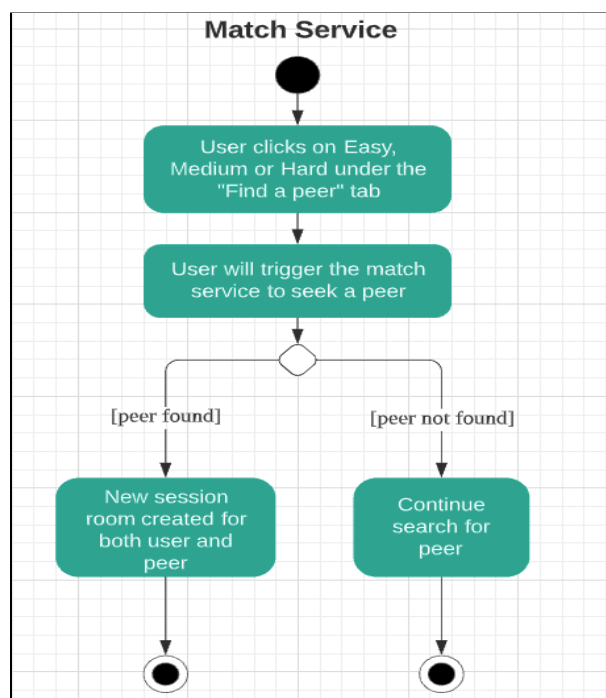 Match Service
User clicks on Easy,
Medium or Hard under the
"Find a peer" tab
User will trigger the match
service to seek a peer
[peer found]
[peer not found]
New session
room created for
both user and
peer
Continue
search for
peer